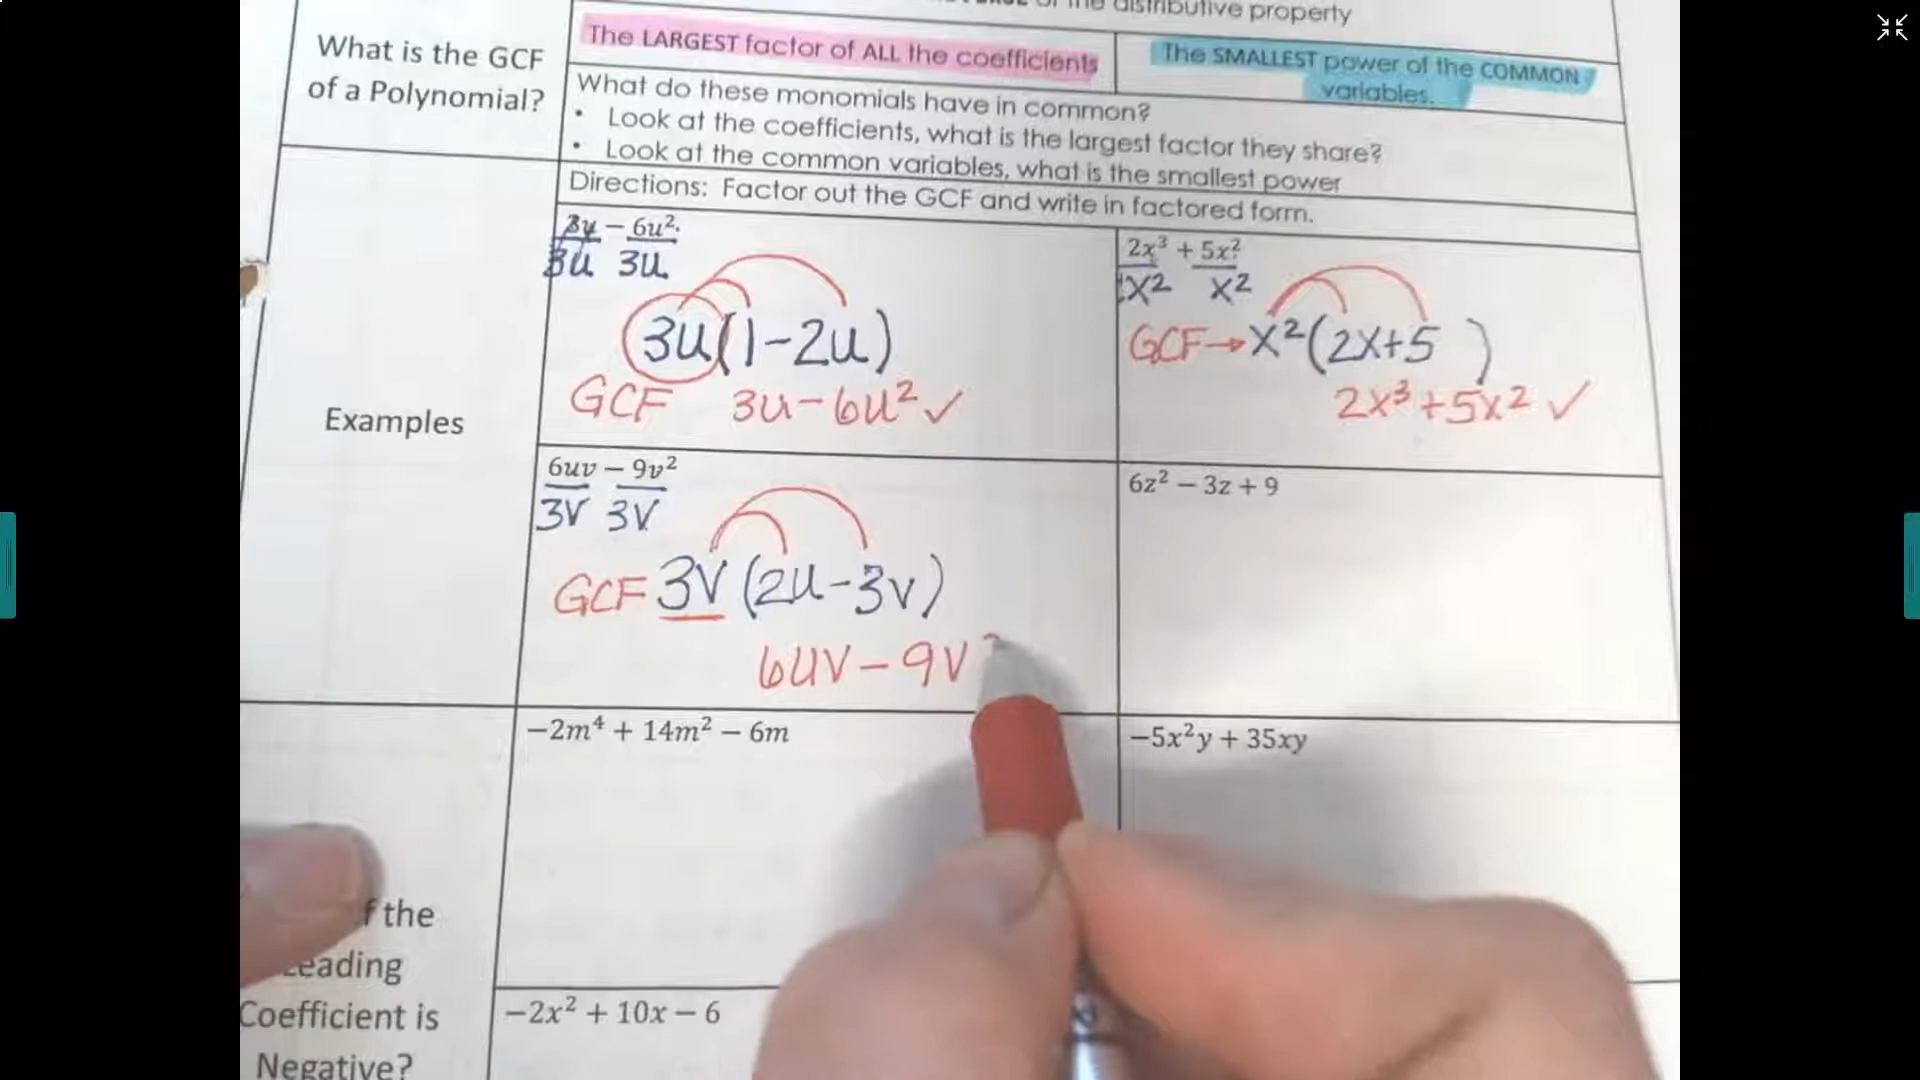 of the distributive property
What is the GCF
of a Polynomial?
The LARGEST factor of ALL the coefficients
The SMALLEST power of the COMMON
variables.
What do these monomials have in common?
• Look at the coefficients, what is the largest factor they share?
• Look at the common variables, what is the smallest power
Directions: Factor out the GCF and write in factored form.
Examples
3u − 6u²
3u 3u
3u(1−2u)
GCF 3u−6u² ✓
2x³ + 5x²
x² x²
GCF→x²(2x+5 )
2x³+5x² ✓
6uv − 9v²
3v 3v
GCF 3v(2u−3v)
6uv−9v
6z² − 3z + 9
−2m⁴ + 14m² − 6m
−5x²y + 35xy
the
Coefficient is
Negative?
−2x² + 10x − 6